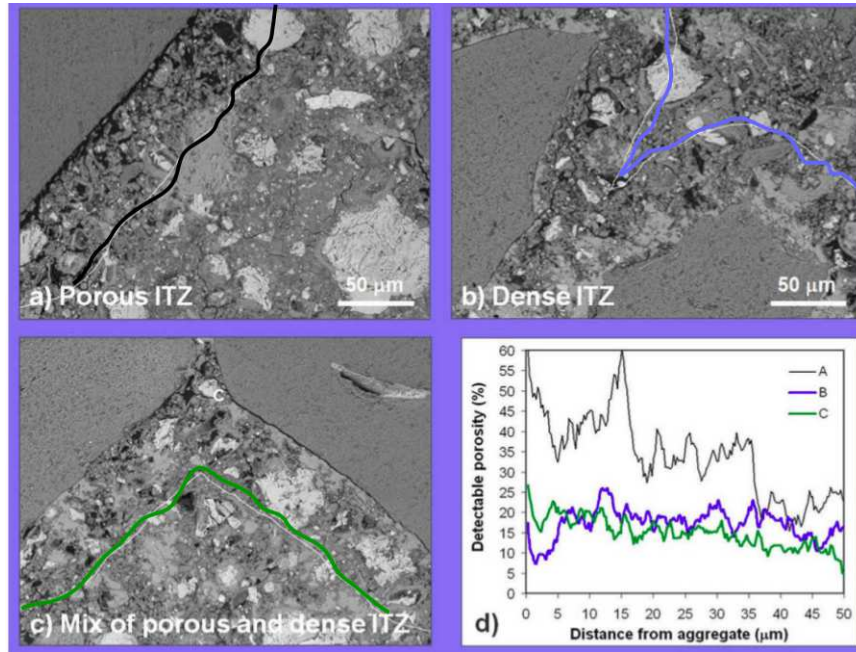 a) Porous ITZ
50 μm
b) Dense ITZ
50 μm
C
c) Mix of porous and dense ITZ
Detectable porosity (%)
60
55
50
45
40
35
30
25
20
15
10
5
0
A
B
C
0 5 10 15 20 25 30 35 40 45 50
d)
Distance from aggregate (μm)